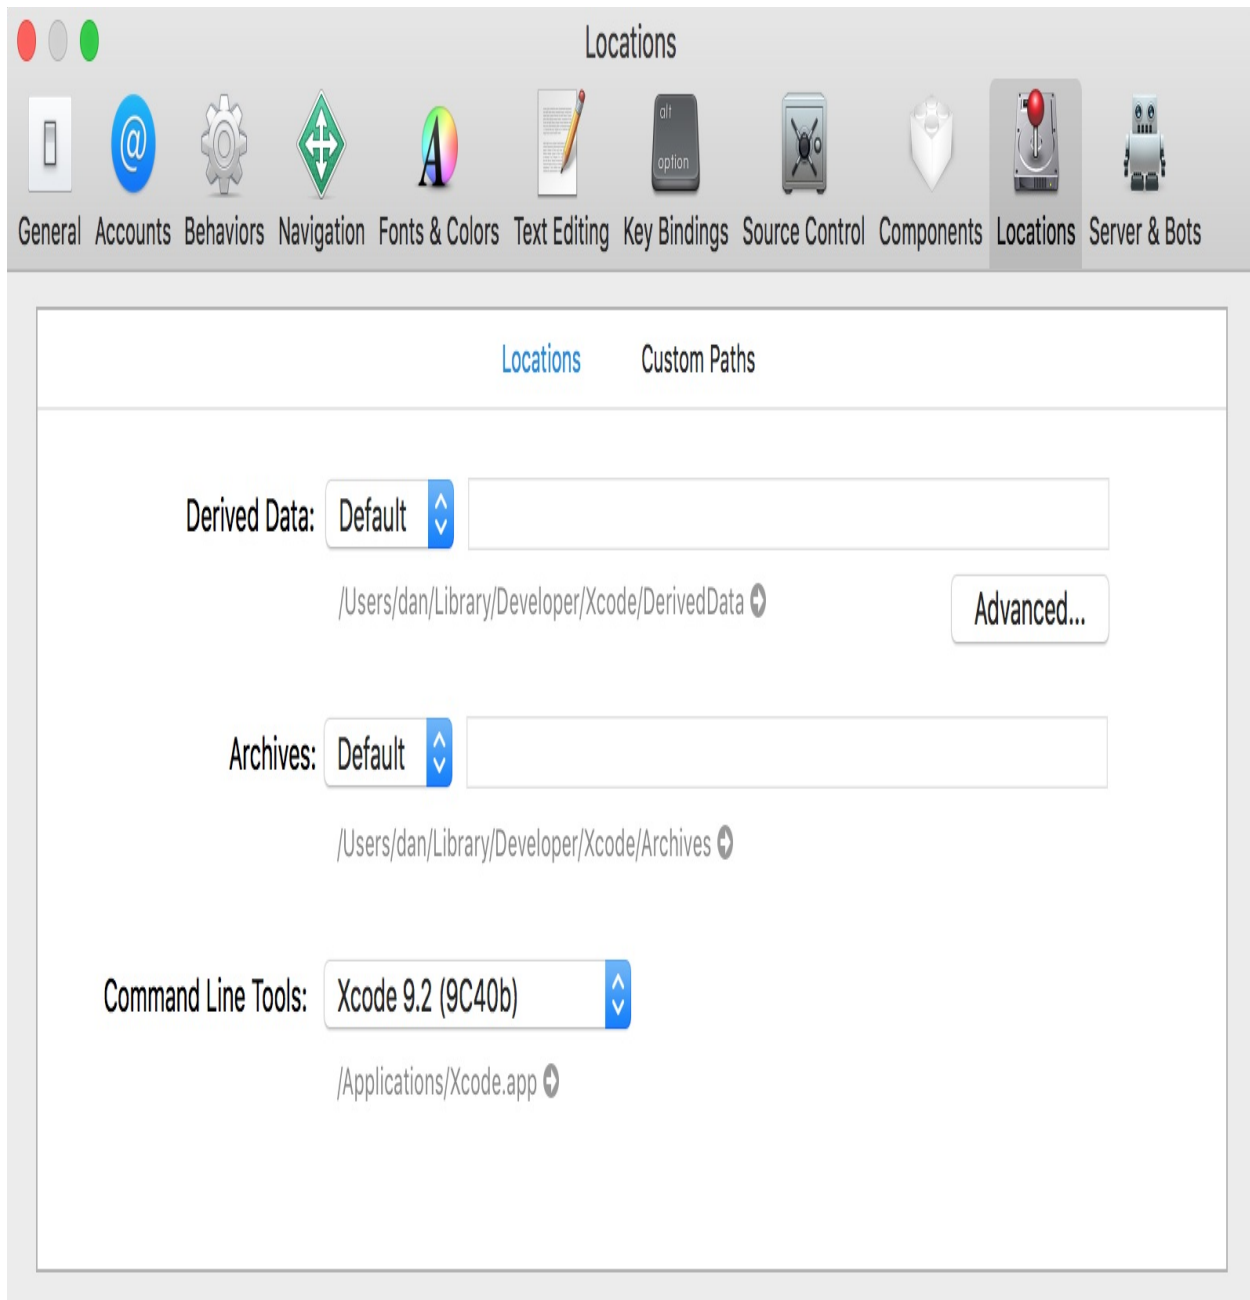 Locations
alt
option
General Accounts Behaviors Navigation Fonts & Colors Text Editing Key Bindings Source Control Components Locations Server & Bots
Locations Custom Paths
Derived Data: Default
/Users/dan/Library/Developer/Xcode/DerivedData
Advanced...
Archives: Default
/Users/dan/Library/Developer/Xcode/Archives
Command Line Tools: Xcode 9.2 (9C40b)
/Applications/Xcode.app